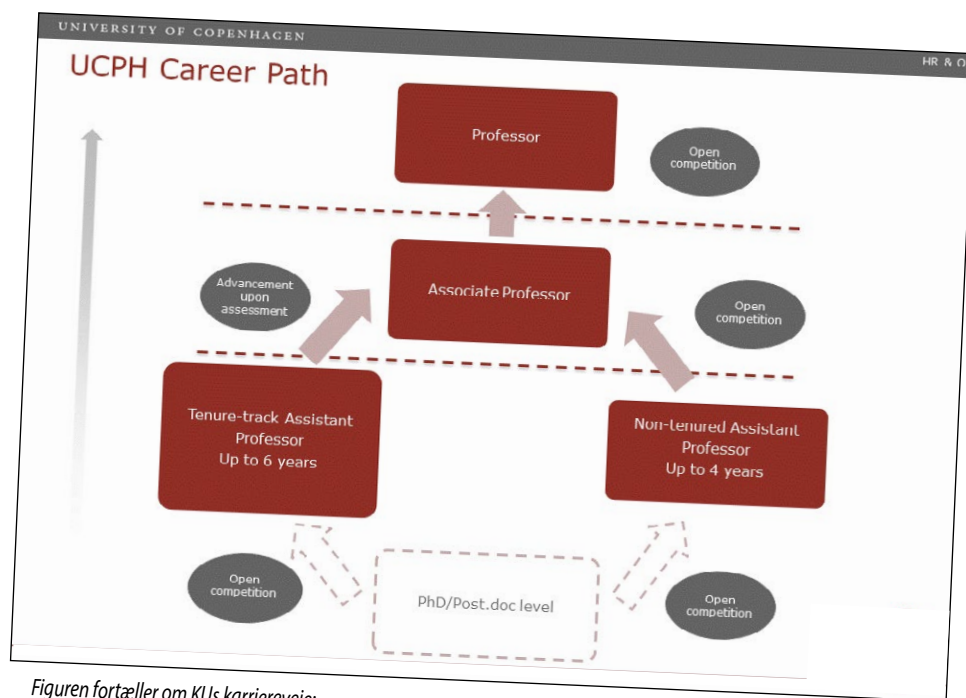 UNIVERSITY OF COPENHAGEN
HR & O
UCPH Career Path
Professor
Open
competition
Advancement
upon
assessment
Associate Professor
Open
competition
Tenure-track Assistant
Professor
Up to 6 years
Non-tenured Assistant
Professor
Up to 4 years
Open
competition
PhD/Post.doc level
Open
competition
Figuren fortæller om KUs karriereveje: